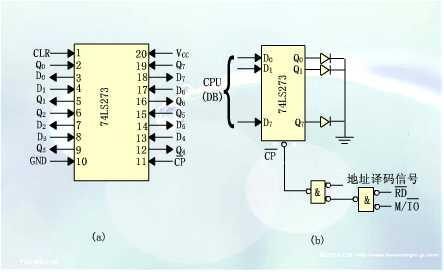 CLR 1 20 VCC
Q0 2 19 Q7
D0 3 18 D7
D1 4 17 D6
Q1 5 16 Q6
Q2 6 15 Q5
D2 7 14 D5
D3 8 13 D4
Q3 9 12 Q4
GND 10 11 CP
74LS273
(a)
CPU
(DB)
D0 Q0
D1 Q1
74LS273
D7 Q7
CP
地址译码信号
&
&
RD
M/IO
(b)